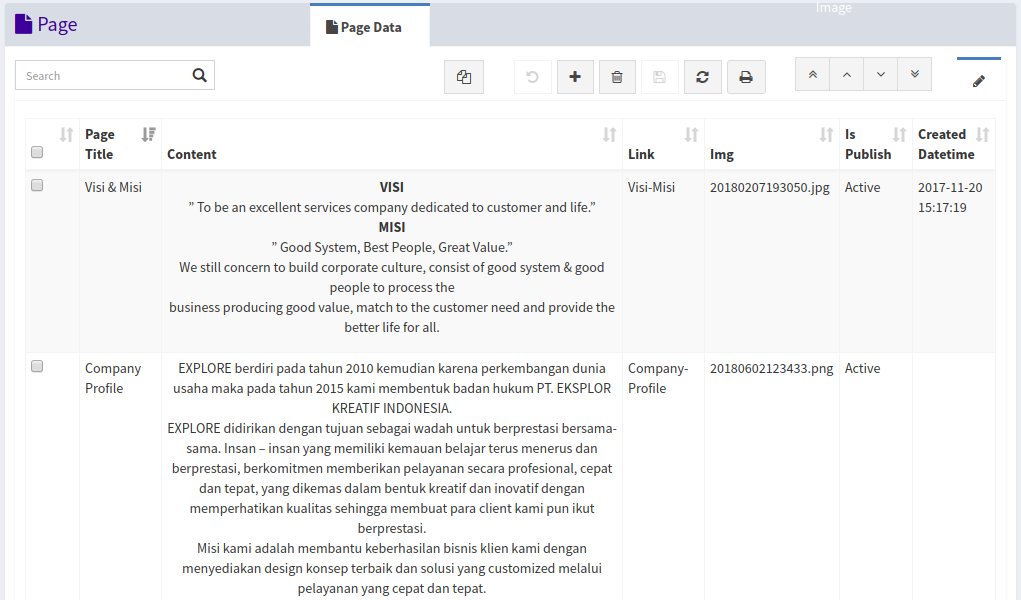 Image
Page
Page Data
Search
Page Title
Content
Link
Img
Is Publish
Created Datetime
Visi & Misi
VISI
” To be an excellent services company dedicated to customer and life.”
MISI
” Good System, Best People, Great Value.”
We still concern to build corporate culture, consist of good system & good
people to process the
business producing good value, match to the customer need and provide the
better life for all.
Visi-Misi
20180207193050.jpg
Active
2017-11-20
15:17:19
Company
Profile
EXPLORE berdiri pada tahun 2010 kemudian karena perkembangan dunia
usaha maka pada tahun 2015 kami membentuk badan hukum PT. EKSPLOR
KREATIF INDONESIA.
EXPLORE didirikan dengan tujuan sebagai wadah untuk berprestasi bersama-
sama. Insan – insan yang memiliki kemauan belajar terus menerus dan
berprestasi, berkomitmen memberikan pelayanan secara profesional, cepat
dan tepat, yang dikemas dalam bentuk kreatif dan inovatif dengan
memperhatikan kualitas sehingga membuat para client kami pun ikut
berprestasi.
Misi kami adalah membantu keberhasilan bisnis klien kami dengan
menyediakan design konsep terbaik dan solusi yang customized melalui
pelayanan yang cepat dan tepat.
Company-
Profile
20180602123433.png
Active